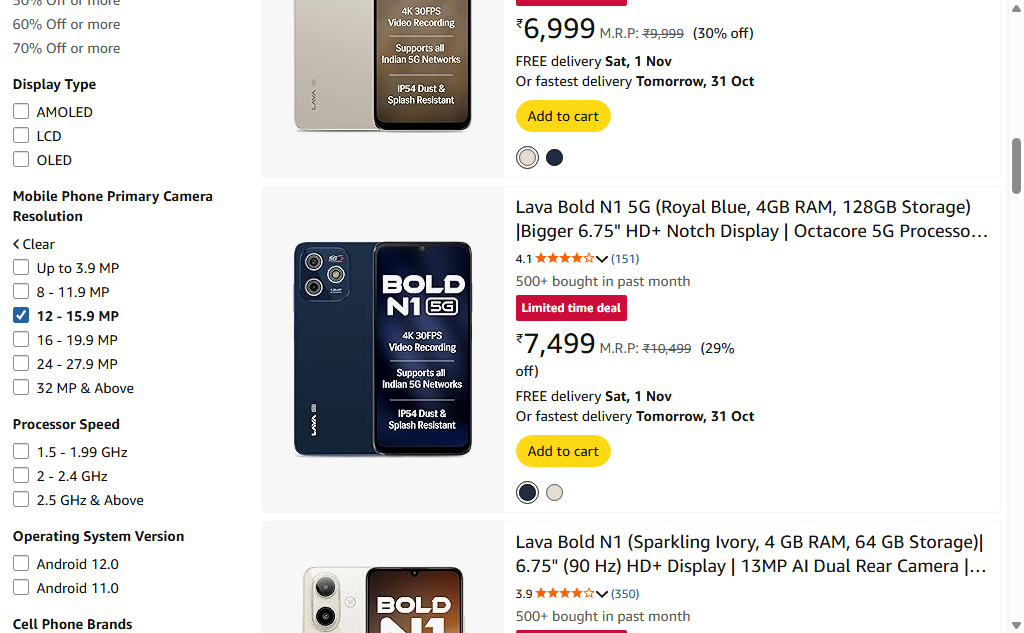 50% Off or more
60% Off or more
70% Off or more
Display Type
AMOLED
LCD
OLED
Mobile Phone Primary Camera
Resolution
Clear
Up to 3.9 MP
8 - 11.9 MP
12 - 15.9 MP
16 - 19.9 MP
24 - 27.9 MP
32 MP & Above
Processor Speed
1.5 - 1.99 GHz
2 - 2.4 GHz
2.5 GHz & Above
Operating System Version
Android 12.0
Android 11.0
Cell Phone Brands
4K 30FPS
Video Recording
Supports all
Indian 5G Networks
IP54 Dust &
Splash Resistant
LAVA 5G
₹6,999 M.R.P: ₹9,999 (30% off)
FREE delivery Sat, 1 Nov
Or fastest delivery Tomorrow, 31 Oct
Add to cart
BOLD
N1 5G
4K 30FPS
Video Recording
Supports all
Indian 5G Networks
IP54 Dust &
Splash Resistant
LAVA 5G
Lava Bold N1 5G (Royal Blue, 4GB RAM, 128GB Storage)
|Bigger 6.75" HD+ Notch Display | Octacore 5G Processo...
4.1 (151)
500+ bought in past month
Limited time deal
₹7,499 M.R.P: ₹10,499 (29%
off)
FREE delivery Sat, 1 Nov
Or fastest delivery Tomorrow, 31 Oct
Add to cart
BOLD
N1
Lava Bold N1 (Sparkling Ivory, 4 GB RAM, 64 GB Storage)|
6.75" (90 Hz) HD+ Display | 13MP AI Dual Rear Camera |...
3.9 (350)
500+ bought in past month